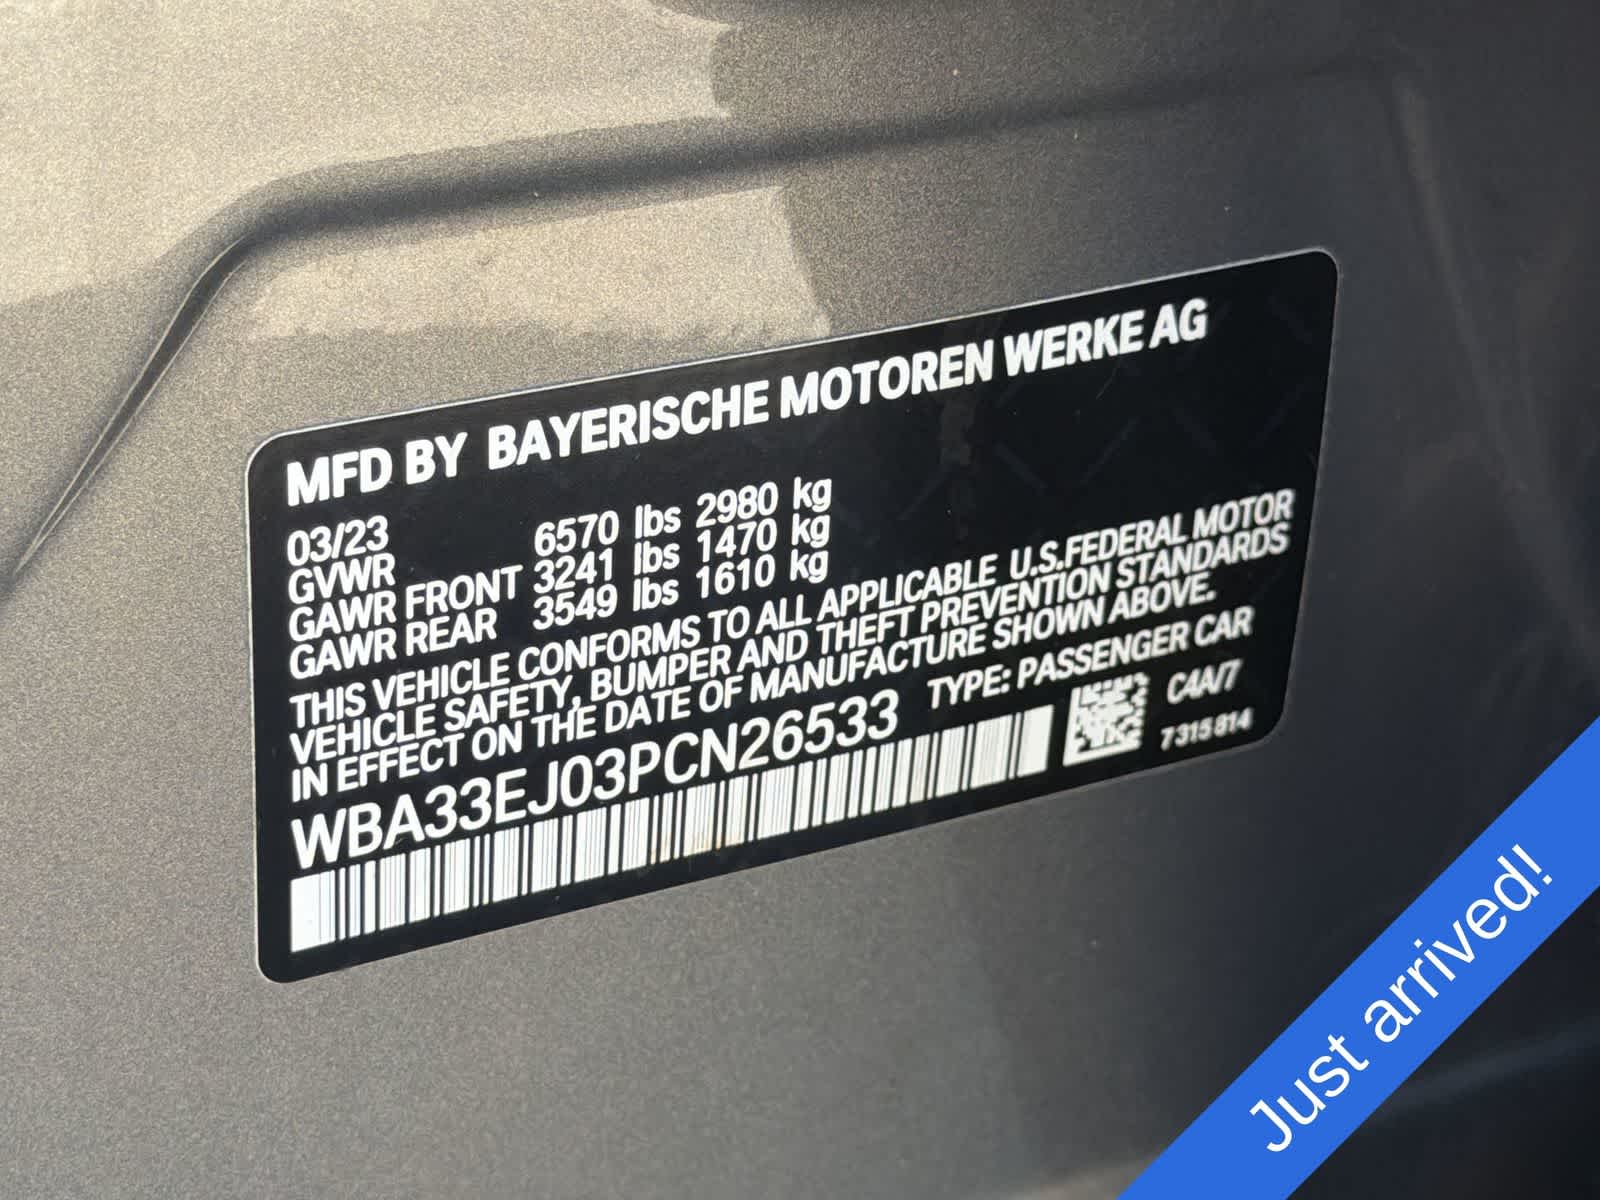 MFD BY BAYERISCHE MOTOREN WERKE AG
03/23
GVWR 6570 lbs 2980 kg
GAWR FRONT 3241 lbs 1470 kg
GAWR REAR 3549 lbs 1610 kg
THIS VEHICLE CONFORMS TO ALL APPLICABLE U.S.FEDERAL MOTOR
VEHICLE SAFETY, BUMPER AND THEFT PREVENTION STANDARDS
IN EFFECT ON THE DATE OF MANUFACTURE SHOWN ABOVE.
WBA33EJ03PCN26533 TYPE: PASSENGER CAR
C4A/7
7315814
Just arrived!